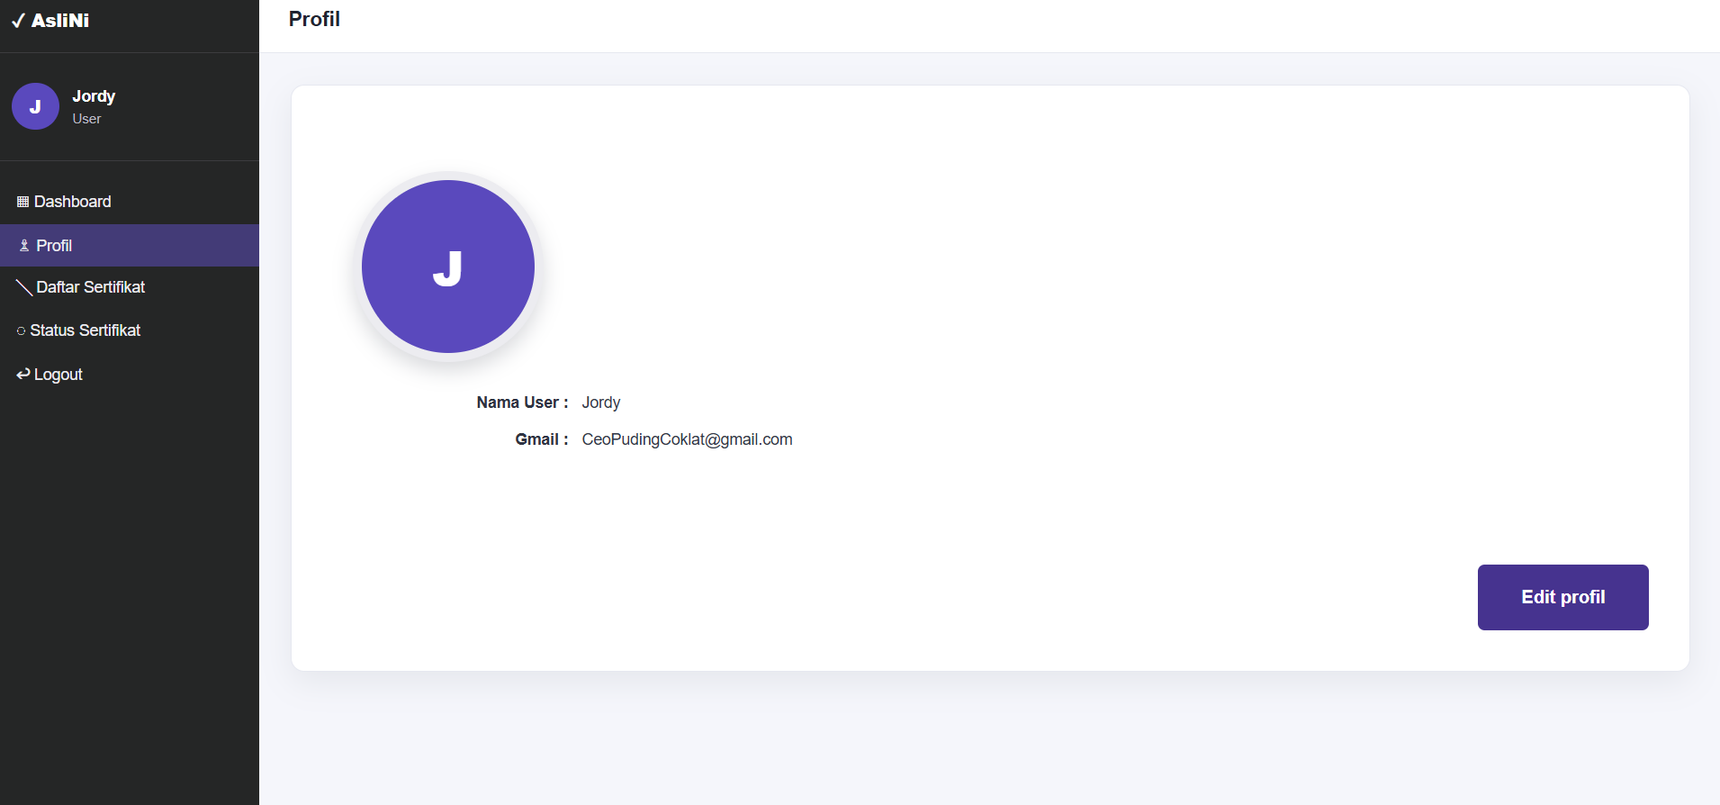 ✓ AsliNi
Profil
J
Jordy
User
Dashboard
Profil
Daftar Sertifikat
Status Sertifikat
Logout
J
Nama User : Jordy
Gmail : CeoPudingCoklat@gmail.com
Edit profil